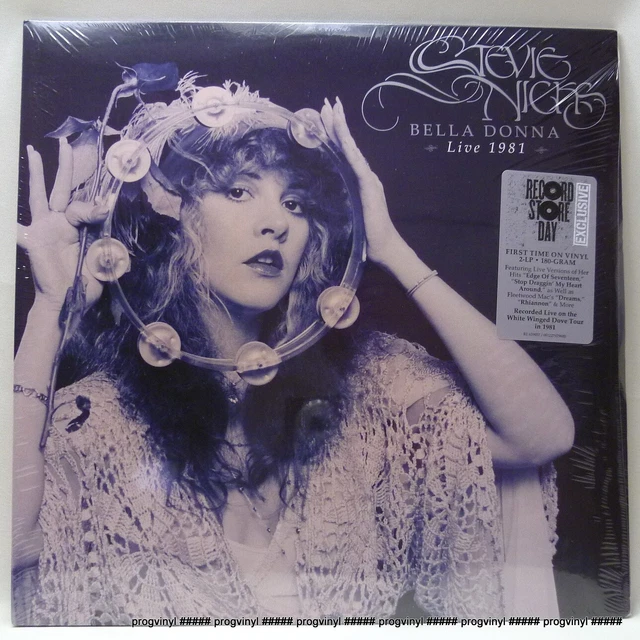 STEVIE
NICKS
BELLA DONNA
Live 1981
RECORD
STORE
DAY
EXCLUSIVE
FIRST TIME ON VINYL
2-LP • 180-GRAM
Featuring Live Versions of Her
Hits "Edge Of Seventeen,"
"Stop Draggin' My Heart
Around," as Well as
Fleetwood Mac's "Dreams,"
"Rhiannon" & More
Recorded Live on the
White Winged Dove Tour
in 1981
progvinyl ##### progvinyl ##### progvinyl ##### progvinyl ##### progvinyl ##### progvinyl #####